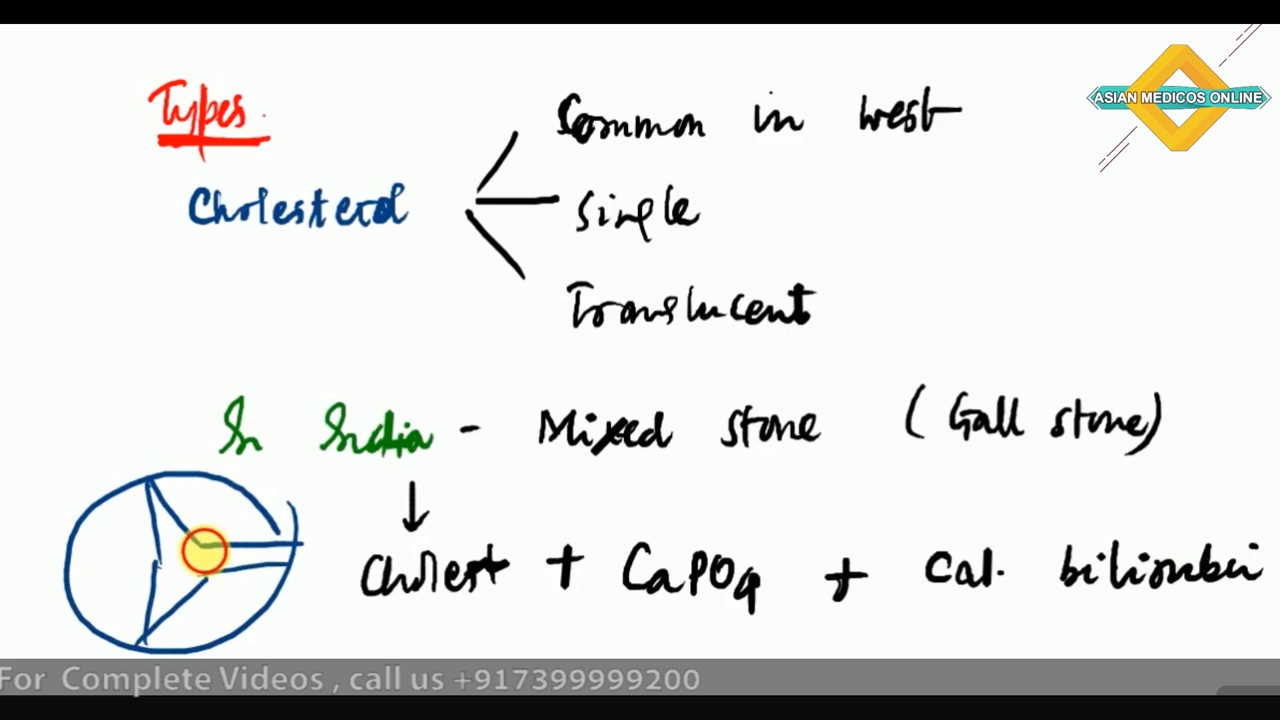 ASIAN MEDICOS ONLINE
Types.
Common in west
Cholesterol
Single
Translucent
In India - Mixed stone (Gall stone)
Cholest + CaPO4 + Cal. bilirubi
For Complete Videos , call us +917399999200